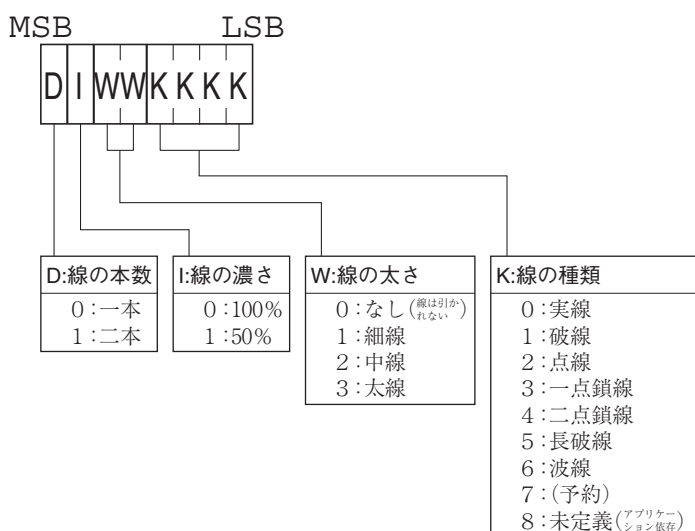 MSB LSB
D I W W K K K K
D:線の本数
0:一本
1:二本
I:線の濃さ
0:100%
1:50%
W:線の太さ
0:なし(線は引かれない)
1:細線
2:中線
3:太線
K:線の種類
0:実線
1:破線
2:点線
3:一点鎖線
4:二点鎖線
5:長破線
6:波線
7:(予約)
8:未定義(アプリケーション依存)